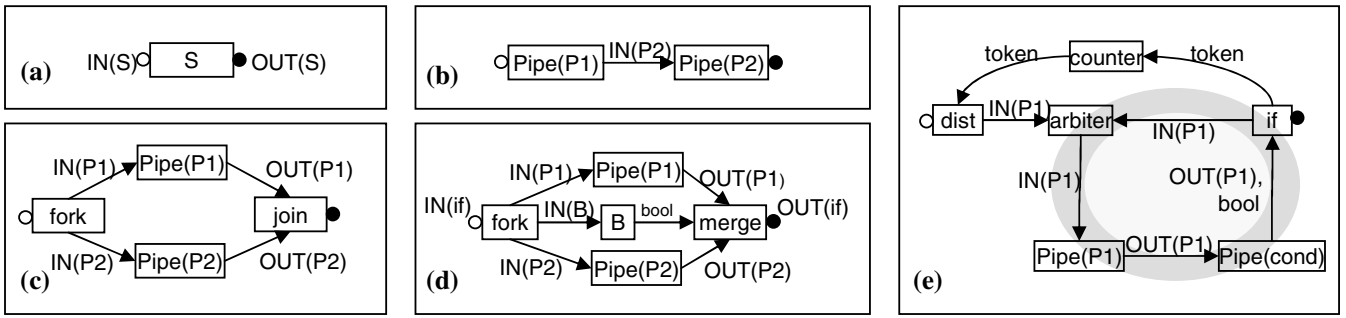 IN(S) S OUT(S)
(a)
Pipe(P1) IN(P2) Pipe(P2)
(b)
IN(P1) Pipe(P1) OUT(P1)
fork join
IN(P2) Pipe(P2) OUT(P2)
(c)
IN(P1) Pipe(P1) OUT(P1)
IN(if) fork IN(B) B bool merge OUT(if)
IN(P2) Pipe(P2) OUT(P2)
(d)
token counter token
dist IN(P1) arbiter IN(P1) if
IN(P1) OUT(P1),
bool
Pipe(P1) OUT(P1) Pipe(cond)
(e)